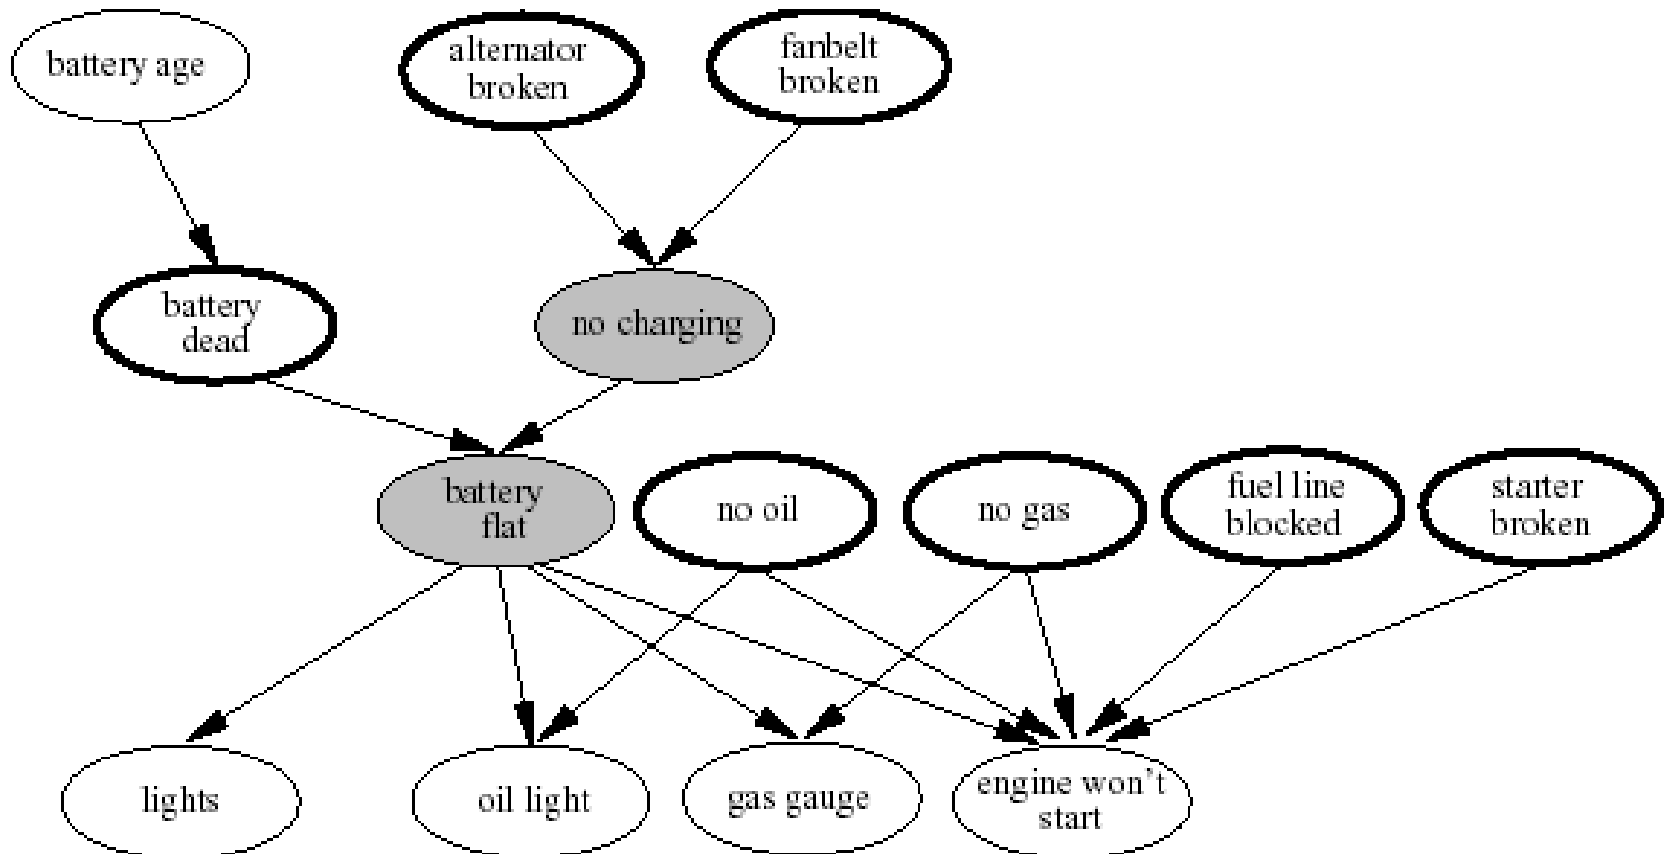 battery age
alternator
broken
fanbelt
broken
battery
dead
no charging
battery
flat
no oil
no gas
fuel line
blocked
starter
broken
lights
oil light
gas gauge
engine won't
start